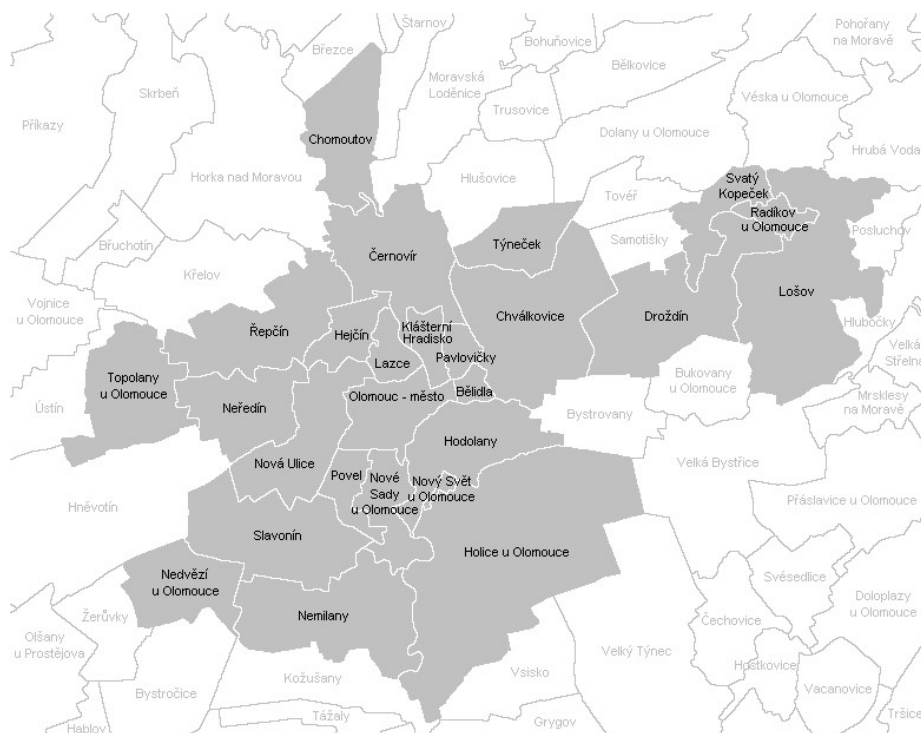 Štarnov
Pohořany
na Moravě
Břez­ce
Bohuňovice
Bělkovice
Moravská
Loděnice
Skrbeň
Trusovice
Véska u Olomouce
Příkazy
Dolany u Olomouce
Chomoutov
Hrubá Voda
Horka nad Moravou
Hlušovice
Svatý
Kopeček
Tovéř
Radíkov
u Olomouce
Posluchov
Břuchotín
Týneček
Samotišky
Černovír
Křelov
Lošov
Vojnice
u Olomouce
Chválkovice
Droždín
Hlubočky
Řepčín
Hejčín
Klášterní
Hradisko
Velká
Střelná
Lazce
Pavlovičky
Topolany
u Olomouce
Bukovany
u Olomouce
Olomouc - město
Bělidla
Mrsklesy
na Moravě
Ústín
Neředín
Bystrovany
Hodolany
Nová Ulice
Povel
Nové
Sady
u Olomouce
Nový Svět
u Olomouce
Velká Bystřice
Přáslavice u Olomouce
Hněvotín
Slavonín
Holice u Olomouce
Nedvězí
u Olomouce
Svésedlice
Doloplazy
u Olomouce
Čechovice
Žerůvky
Nemilany
Olšany
u Prostějova
Velký Týnec
Hostkovice
Vsisko
Kožušany
Bystročice
Vacanovice
Tážaly
Grygov
Tršice
Hablov